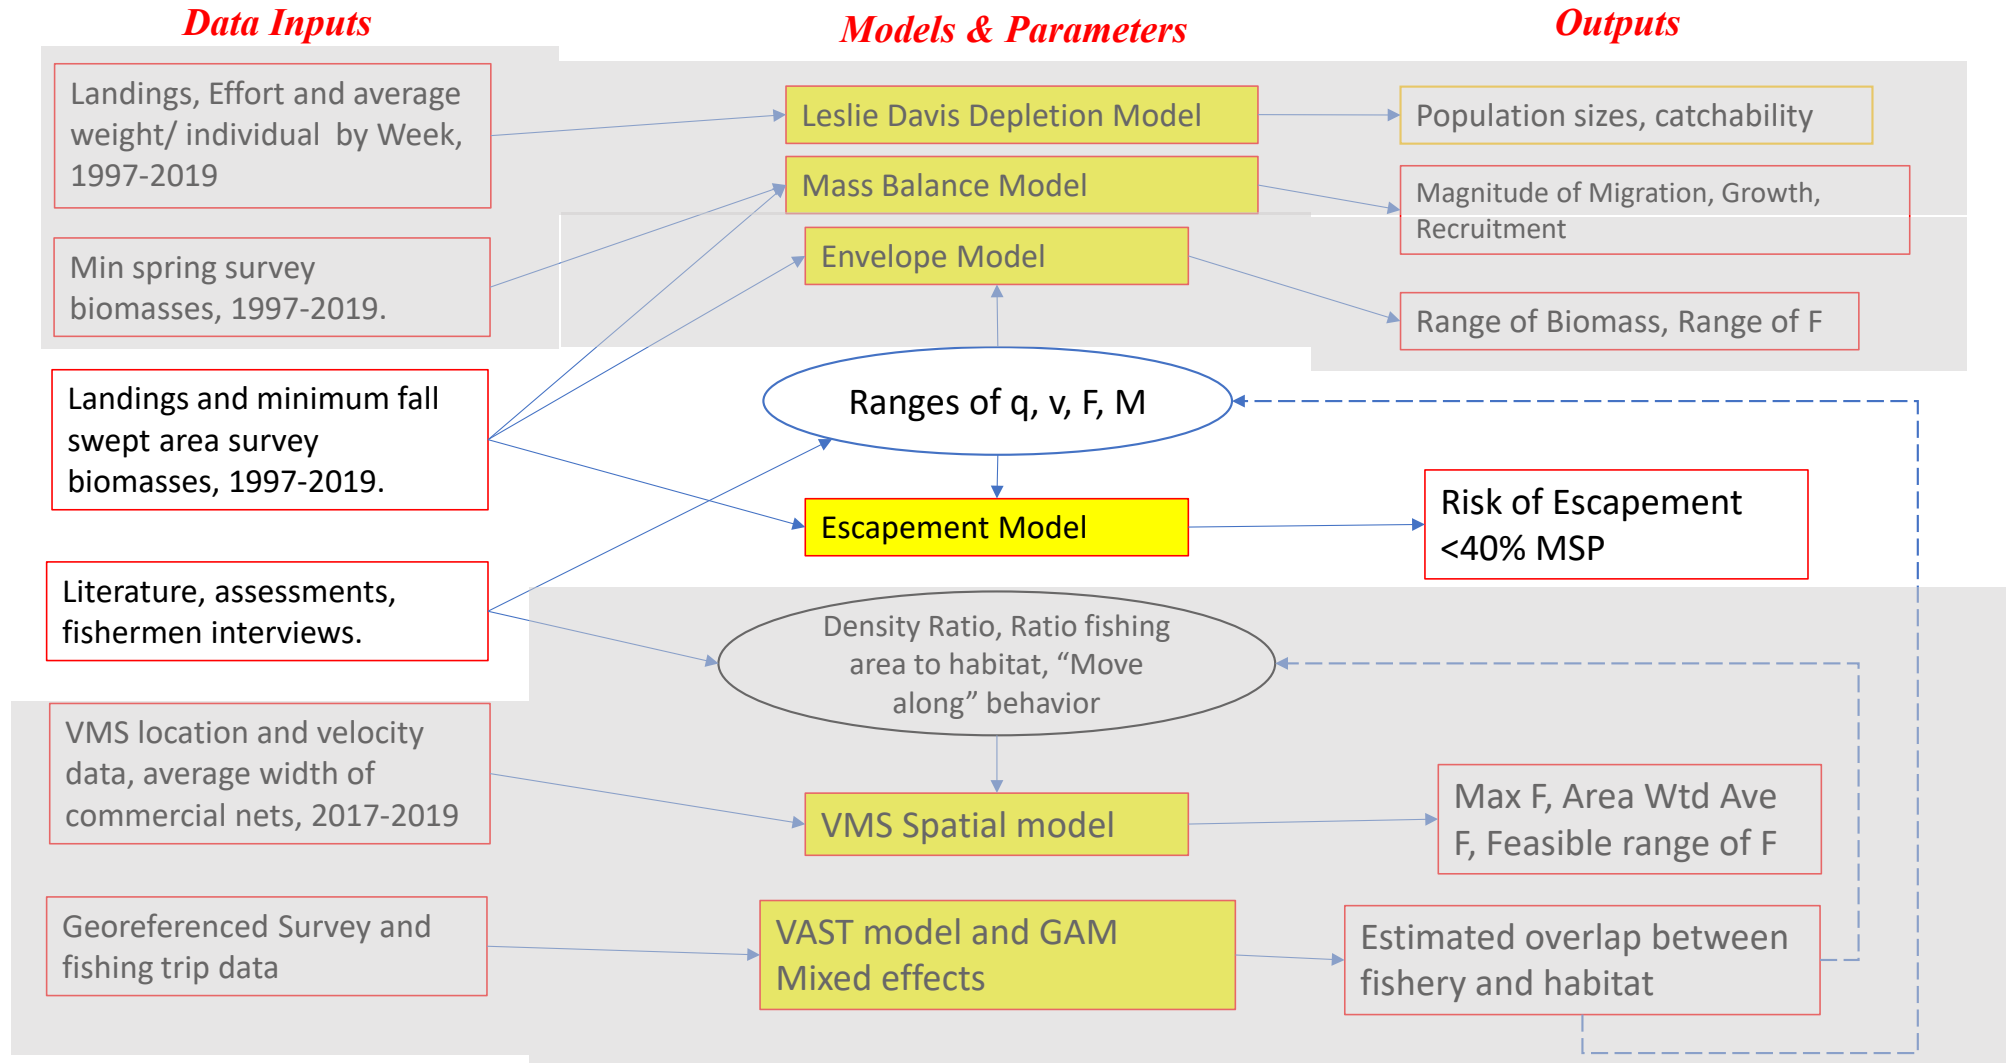 Data Inputs
Models & Parameters
Outputs
Landings, Effort and average
weight/ individual by Week,
1997-2019
Leslie Davis Depletion Model
Population sizes, catchability
Mass Balance Model
Magnitude of Migration, Growth,
Recruitment
Min spring survey
biomasses, 1997-2019.
Envelope Model
Range of Biomass, Range of F
Landings and minimum fall
swept area survey
biomasses, 1997-2019.
Ranges of q, v, F, M
Escapement Model
Risk of Escapement
<40% MSP
Literature, assessments,
fishermen interviews.
Density Ratio, Ratio fishing
area to habitat, “Move
along” behavior
VMS location and velocity
data, average width of
commercial nets, 2017-2019
VMS Spatial model
Max F, Area Wtd Ave
F, Feasible range of F
Georeferenced Survey and
fishing trip data
VAST model and GAM
Mixed effects
Estimated overlap between
fishery and habitat